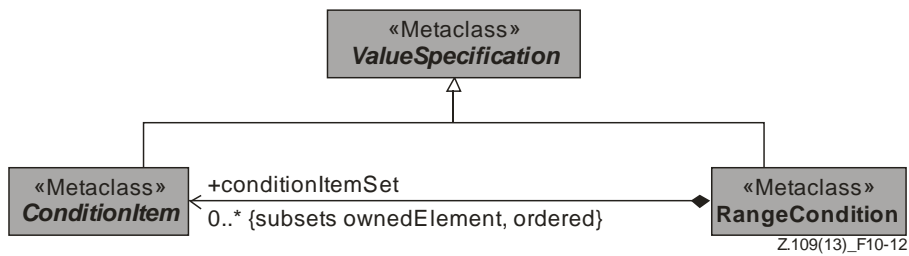 «Metaclass»
ValueSpecification
«Metaclass»
ConditionItem
+conditionItemSet
0..* {subsets ownedElement, ordered}
«Metaclass»
RangeCondition
Z.109(13)_F10-12